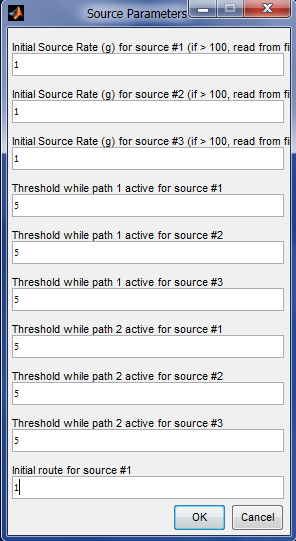 Source Parameters
Initial Source Rate (g) for source #1 (if > 100, read from fi
1
Initial Source Rate (g) for source #2 (if > 100, read from fi
1
Initial Source Rate (g) for source #3 (if > 100, read from fi
1
Threshold while path 1 active for source #1
5
Threshold while path 1 active for source #2
5
Threshold while path 1 active for source #3
5
Threshold while path 2 active for source #1
5
Threshold while path 2 active for source #2
5
Threshold while path 2 active for source #3
5
Initial route for source #1
1
OK Cancel